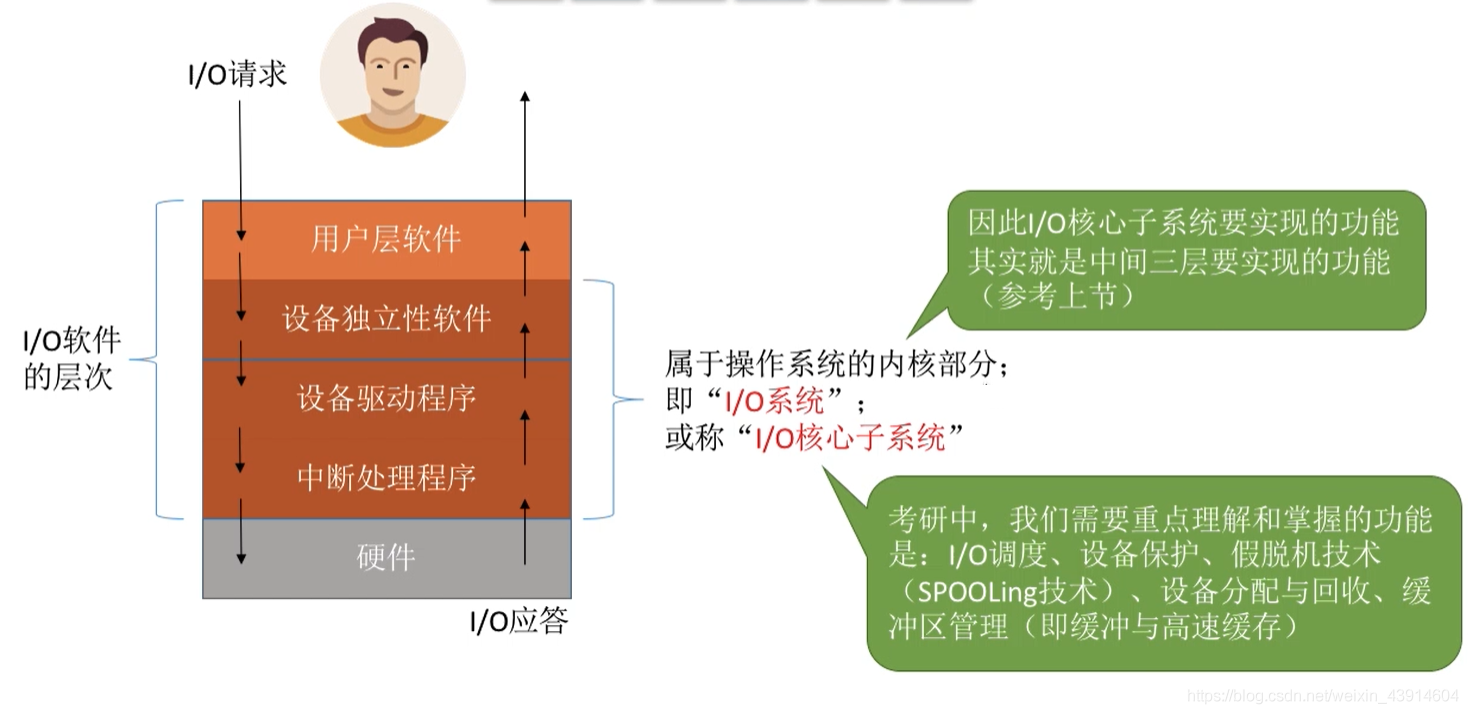 I/O请求
用户层软件
设备独立性软件
设备驱动程序
中断处理程序
硬件
I/O软件
的层次
I/O应答
因此I/O核心子系统要实现的功能
其实就是中间三层要实现的功能
（参考上节）
属于操作系统的内核部分；
即“I/O系统”；
或称“I/O核心子系统”
考研中，我们需要重点理解和掌握的功能
是：I/O调度、设备保护、假脱机技术
（SPOOLing技术）、设备分配与回收、缓
冲区管理（即缓冲与高速缓存）
https://blog.csdn.net/weixin_43914604